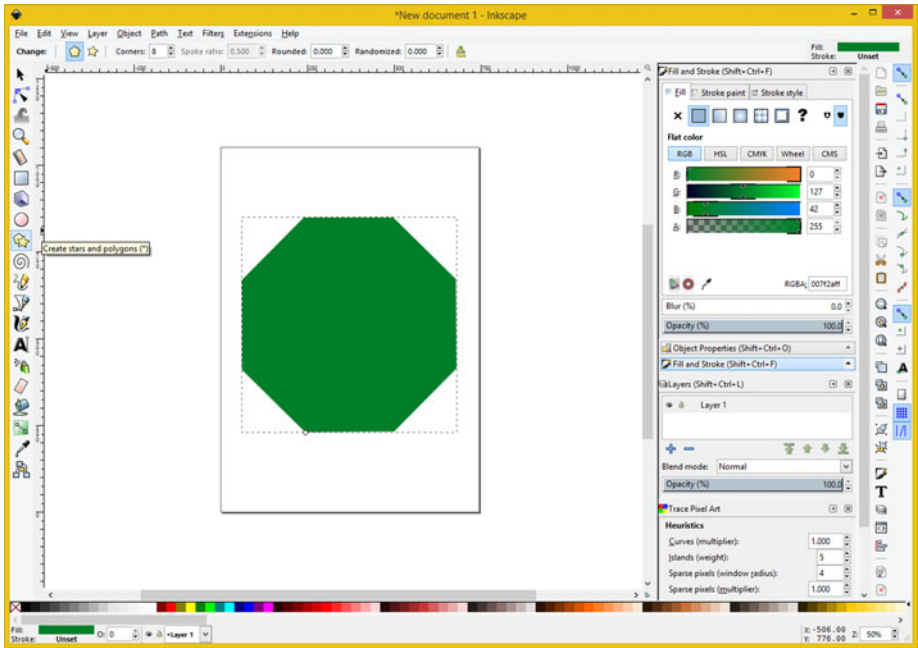 *New document 1 - Inkscape
File Edit View Layer Object Path Text Filters Extensions Help
Change: Corners: 8 Spoke ratio: 0.500 Rounded: 0.000 Randomized: 0.000
Fill:
Stroke: Unset
Fill and Stroke (Shift+Ctrl+F)
Fill Stroke paint Stroke style
?
Flat color
RGB HSL CMYK Wheel CMS
R: 0
G: 127
B: 42
A: 255
Create stars and polygons (*)
RGBA: 007f2aff
Blur (%) 0.0
Opacity (%) 100.0
Object Properties (Shift+Ctrl+O)
Fill and Stroke (Shift+Ctrl+F)
Layers (Shift+Ctrl+L)
Layer 1
Blend mode: Normal
Opacity (%) 100.0
Trace Pixel Art
Heuristics
Curves (multiplier): 1.000
Islands (weight): 5
Sparse pixels (window radius): 4
Sparse pixels (multiplier): 1.000
Fill:
Stroke: Unset
O: 0
•Layer 1
X: -506.00
Y: 776.00
Z: 50%